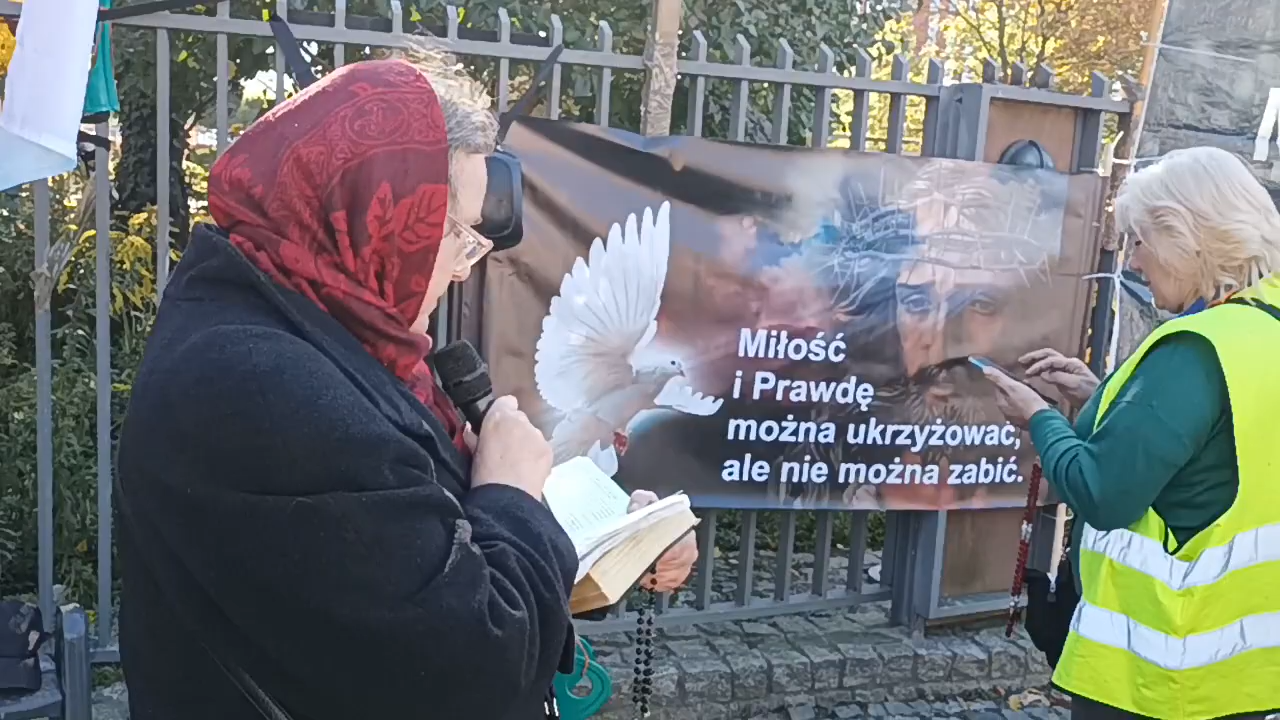 Miłość
i Prawdę
można ukrzyżować,
ale nie można zabić.